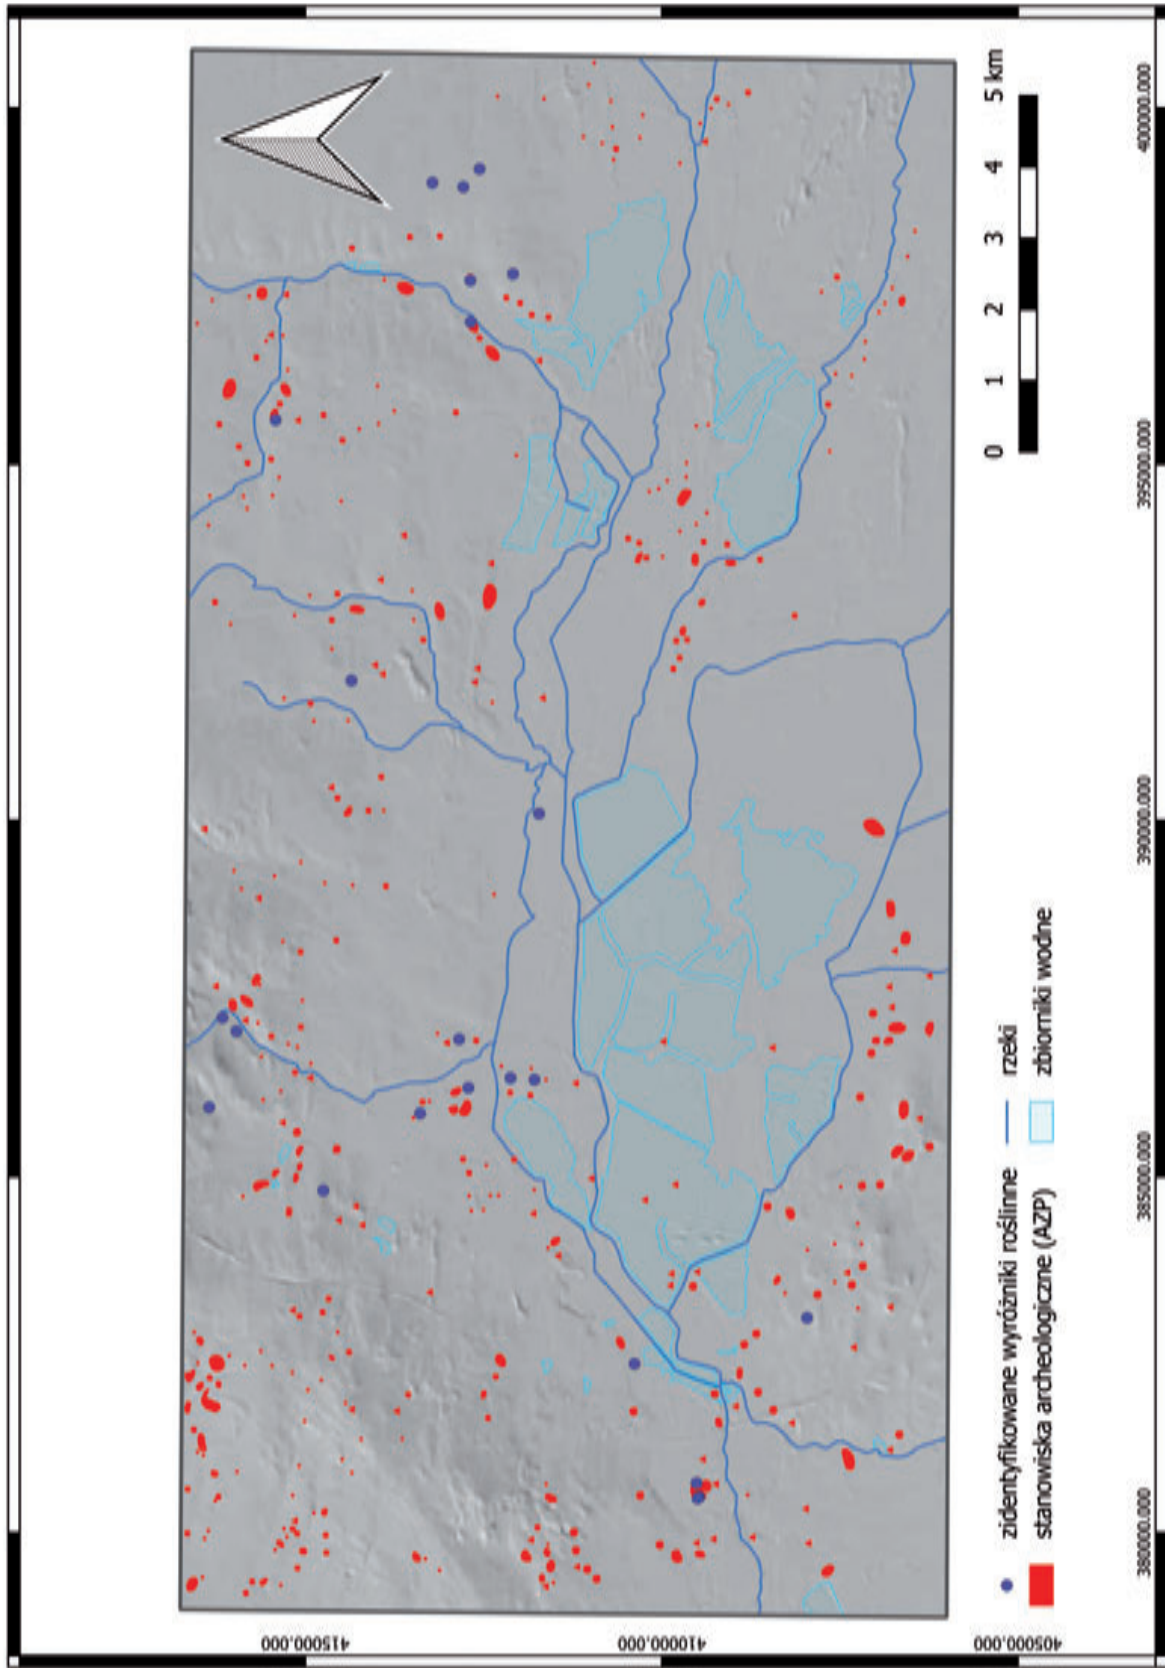 415000.000
410000.000
405000.000
0 1 2 3 4 5 km
zidentyfikowane wyróżniki roślinne
rzeki
stanowiska archeologiczne (AZP)
zbiorniki wodne
380000.000 385000.000 390000.000 395000.000 400000.000